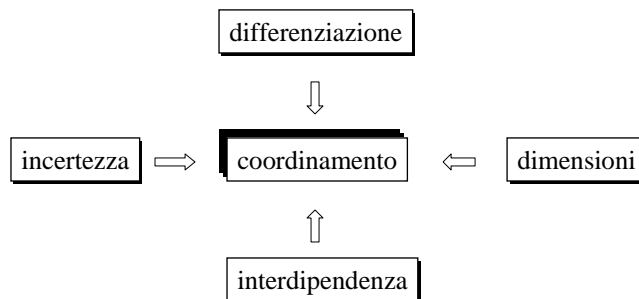 differenziazione
incertezza
coordinamento
dimensioni
interdipendenza